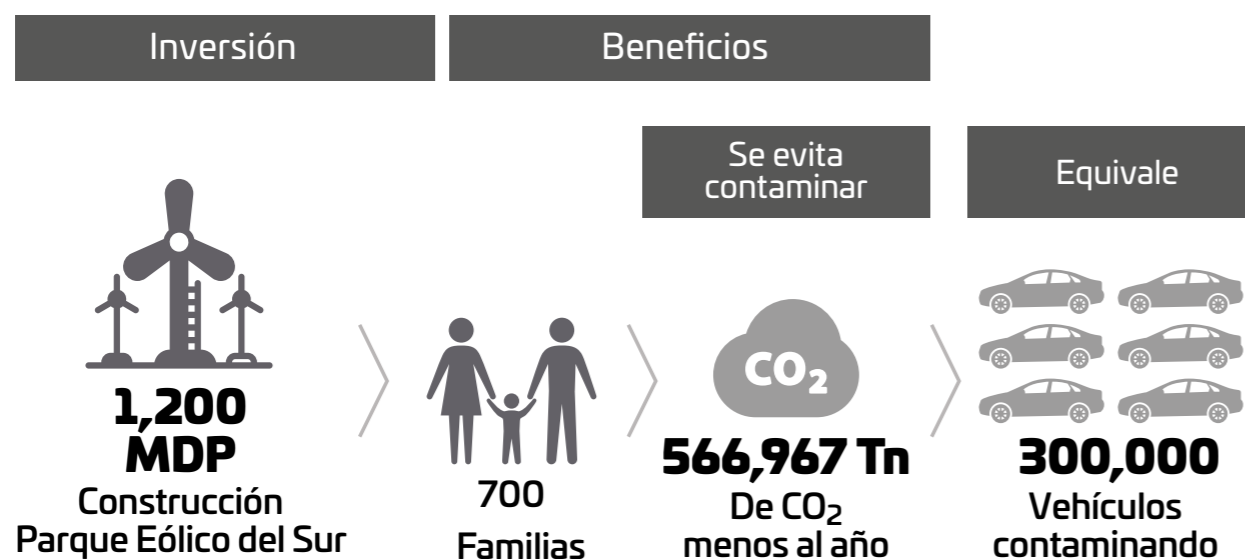 Inversión
Beneficios
Se evita
contaminar
Equivale
1,200
MDP
Construcción
Parque Eólico del Sur
700
Familias
CO₂
566,967 Tn
De CO₂
menos al año
300,000
Vehículos
contaminando